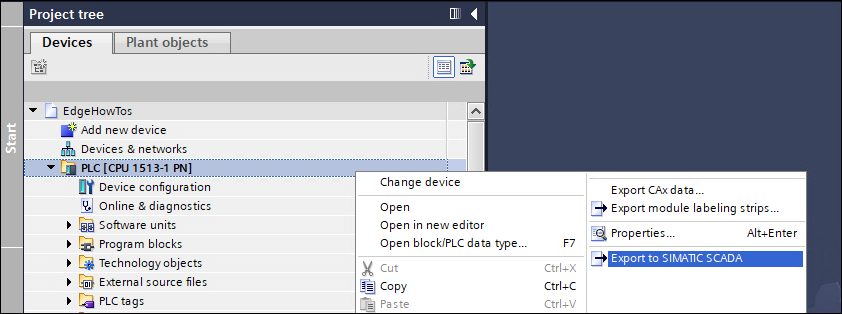 Project tree
Devices
Plant objects
Start
EdgeHowTos
Add new device
Devices & networks
PLC [CPU 1513-1 PN]
Device configuration
Online & diagnostics
Software units
Program blocks
Technology objects
External source files
PLC tags
Change device
Open
Open in new editor
Open block/PLC data type... F7
Cut Ctrl+X
Copy Ctrl+C
Paste Ctrl+V
Export CAx data...
Export module labeling strips...
Properties... Alt+Enter
Export to SIMATIC SCADA